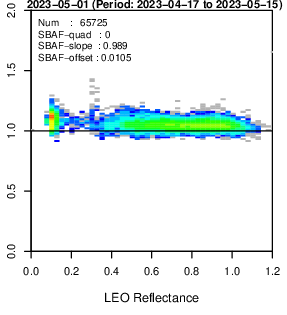 2023-05-01 (Period: 2023-04-17 to 2023-05-15)
Num : 65725
SBAF-quad : 0
SBAF-slope : 0.989
SBAF-offset : 0.0105
2.0
1.5
1.0
0.5
0.0
0.0 0.2 0.4 0.6 0.8 1.0 1.2
LEO Reflectance